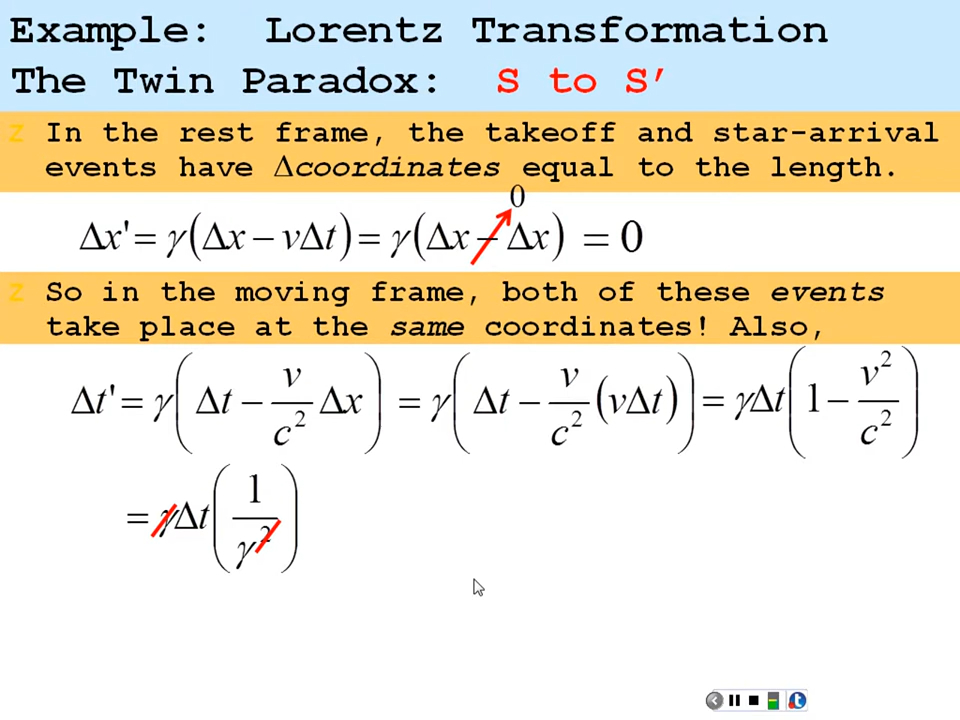 Example: Lorentz Transformation
The Twin Paradox: S to S’
Z In the rest frame, the takeoff and star-arrival
events have Δcoordinates equal to the length.
0
Δx' = γ(Δx − vΔt) = γ(Δx − Δx) = 0
Z So in the moving frame, both of these events
take place at the same coordinates! Also,
Δt' = γ(Δt − v/c² Δx) = γ(Δt − v/c² (vΔt)) = γΔt(1 − v²/c²)
= γΔt(1/γ²)